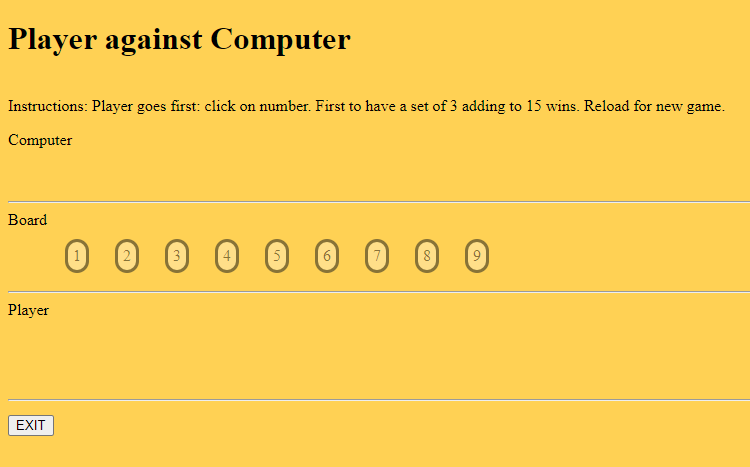 Player against Computer
Instructions: Player goes first: click on number. First to have a set of 3 adding to 15 wins. Reload for new game.
Computer
Board
1 2 3 4 5 6 7 8 9
Player
EXIT